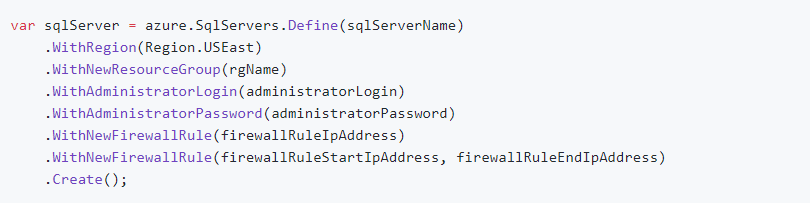 var sqlServer = azure.SqlServers.Define(sqlServerName)
    .WithRegion(Region.USEast)
    .WithNewResourceGroup(rgName)
    .WithAdministratorLogin(administratorLogin)
    .WithAdministratorPassword(administratorPassword)
    .WithNewFirewallRule(firewallRuleIpAddress)
    .WithNewFirewallRule(firewallRuleStartIpAddress, firewallRuleEndIpAddress)
    .Create();